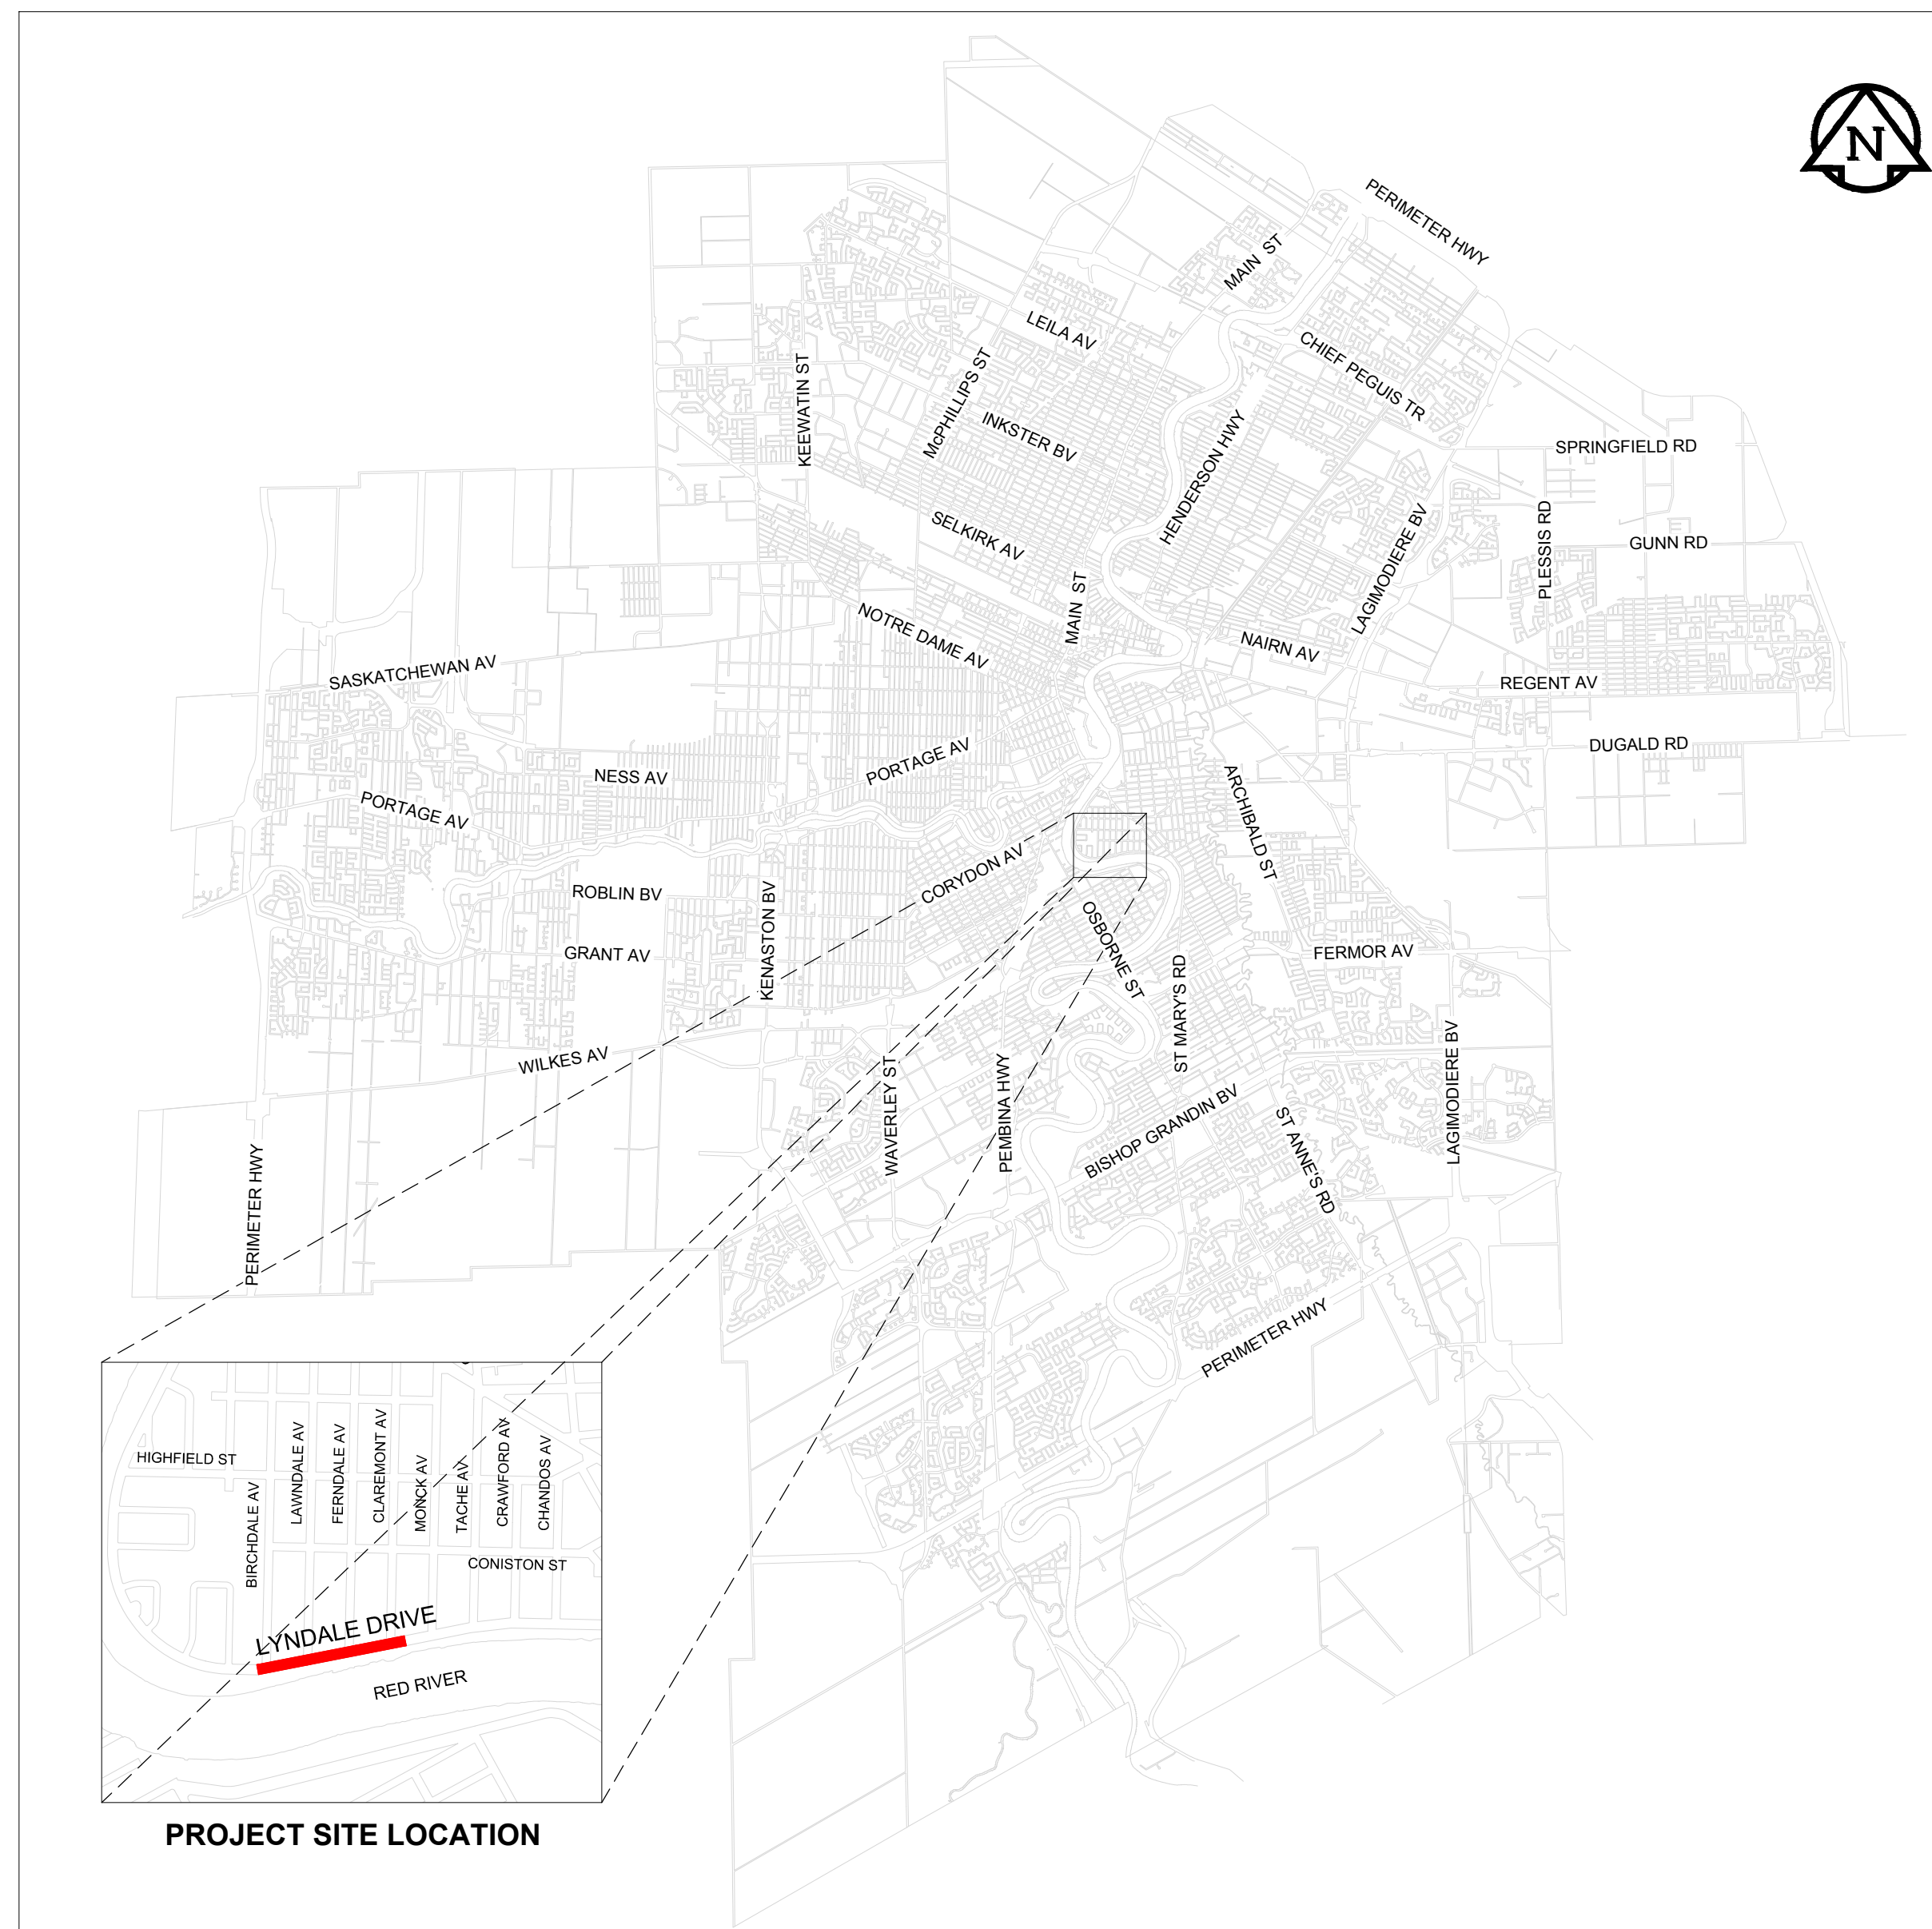 N
PERIMETER HWY
MAIN ST
LEILA AV
CHIEF PEGUIS TR
KEEWATIN ST
McPHILLIPS ST
INKSTER BV
HENDERSON HWY
SPRINGFIELD RD
SELKIRK AV
LAGIMODIERE BV
PLESSIS RD
GUNN RD
MAIN ST
NOTRE DAME AV
NAIRN AV
SASKATCHEWAN AV
REGENT AV
DUGALD RD
NESS AV
PORTAGE AV
PORTAGE AV
ARCHIBALD ST
CORYDON AV
ROBLIN BV
KENASTON BV
OSBORNE ST
GRANT AV
FERMOR AV
ST MARY'S RD
WILKES AV
WAVERLEY ST
PEMBINA HWY
LAGIMODIERE BV
BISHOP GRANDIN BV
ST ANNE'S RD
PERIMETER HWY
PERIMETER HWY
HIGHFIELD ST
BIRCHDALE AV
LAWNDALE AV
FERNDALE AV
CLAREMONT AV
MONCK AV
TACHE AV
CRAWFORD AV
CHANDOS AV
CONISTON ST
LYNDALE DRIVE
RED RIVER
PROJECT SITE LOCATION